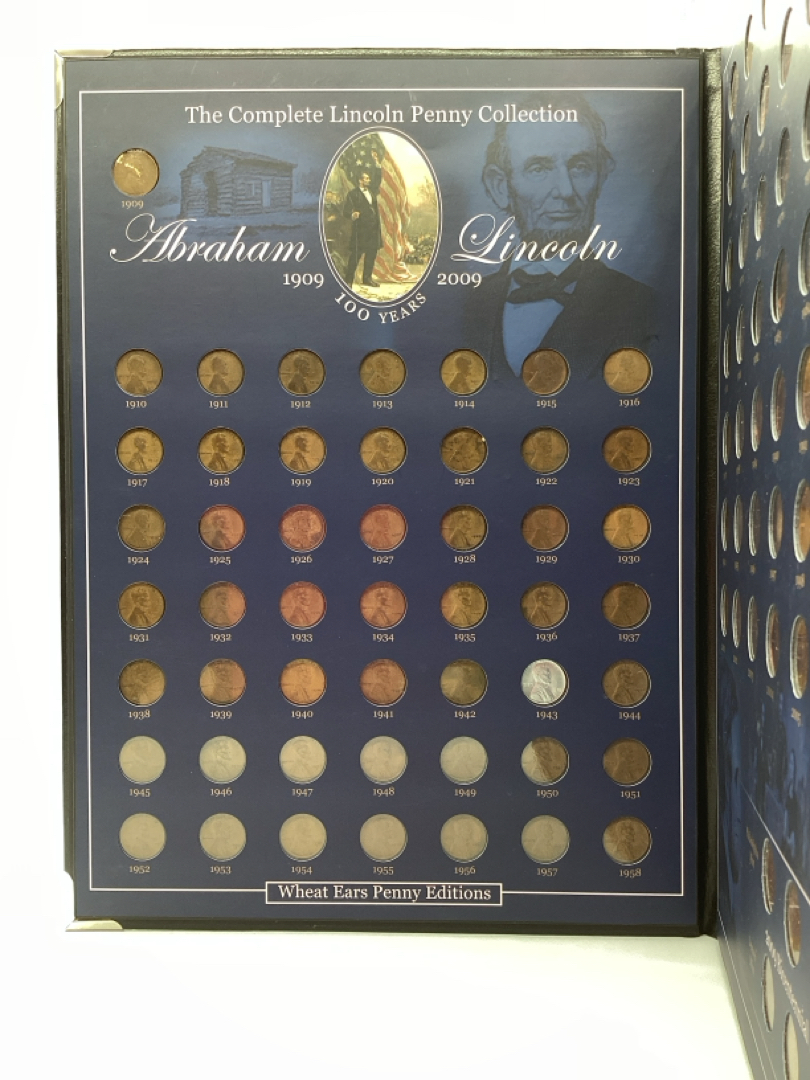 The Complete Lincoln Penny Collection
1909
Abraham Lincoln
1909 2009
100 YEARS
1910 1911 1912 1913 1914 1915 1916
1917 1918 1919 1920 1921 1922 1923
1924 1925 1926 1927 1928 1929 1930
1931 1932 1933 1934 1935 1936 1937
1938 1939 1940 1941 1942 1943 1944
1945 1946 1947 1948 1949 1950 1951
1952 1953 1954 1955 1956 1957 1958
Wheat Ears Penny Editions